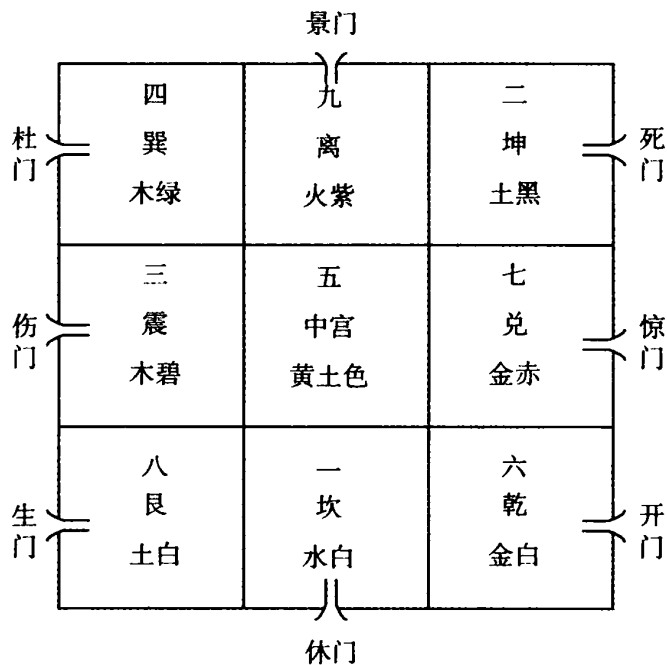 景门
四
九
二
杜门
巽
离
坤
死门
木绿
火紫
土黑
三
五
七
伤门
震
中宫
兑
惊门
木碧
黄土色
金赤
八
一
六
生门
艮
坎
乾
开门
土白
水白
金白
休门